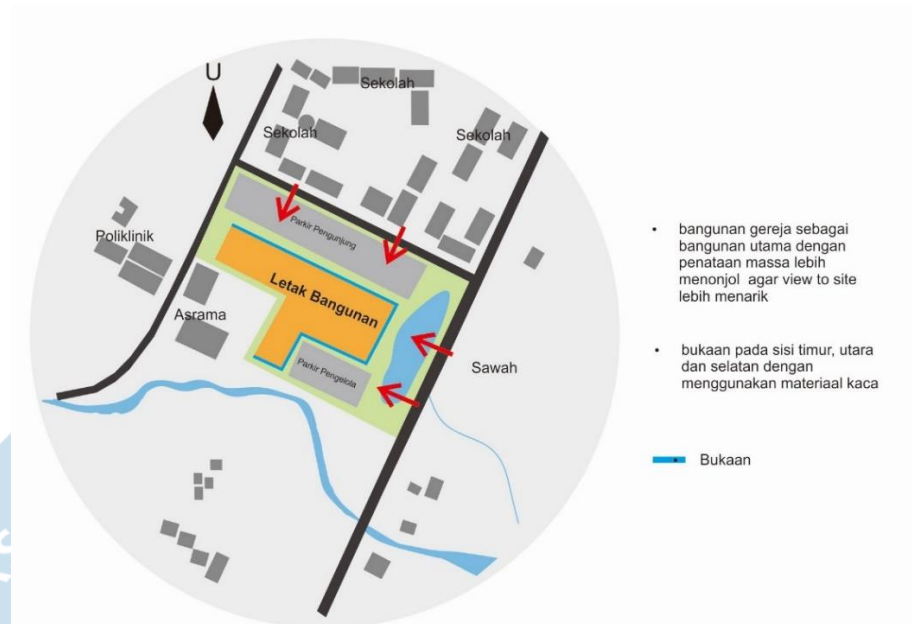 U
Sekolah
Sekolah
Sekolah
Parkir Pengunjung
Poliklinik
Letak Bangunan
Asrama
Parkir Pengelola
Sawah
• bangunan gereja sebagai
bangunan utama dengan
penataan massa lebih
menonjol agar view to site
lebih menarik
• bukaan pada sisi timur, utara
dan selatan dengan
menggunakan materiaal kaca
Bukaan